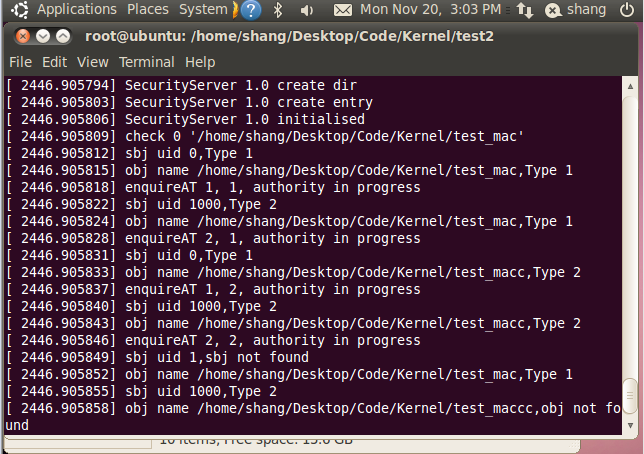 Applications Places System ? Mon Nov 20, 3:03 PM shang
root@ubuntu: /home/shang/Desktop/Code/Kernel/test2
File Edit View Terminal Help
[ 2446.905794] SecurityServer 1.0 create dir
[ 2446.905803] SecurityServer 1.0 create entry
[ 2446.905806] SecurityServer 1.0 initialised
[ 2446.905809] check 0 '/home/shang/Desktop/Code/Kernel/test_mac'
[ 2446.905812] sbj uid 0,Type 1
[ 2446.905815] obj name /home/shang/Desktop/Code/Kernel/test_mac,Type 1
[ 2446.905818] enquireAT 1, 1, authority in progress
[ 2446.905822] sbj uid 1000,Type 2
[ 2446.905824] obj name /home/shang/Desktop/Code/Kernel/test_mac,Type 1
[ 2446.905828] enquireAT 2, 1, authority in progress
[ 2446.905831] sbj uid 0,Type 1
[ 2446.905833] obj name /home/shang/Desktop/Code/Kernel/test_macc,Type 2
[ 2446.905837] enquireAT 1, 2, authority in progress
[ 2446.905840] sbj uid 1000,Type 2
[ 2446.905843] obj name /home/shang/Desktop/Code/Kernel/test_macc,Type 2
[ 2446.905846] enquireAT 2, 2, authority in progress
[ 2446.905849] sbj uid 1,sbj not found
[ 2446.905852] obj name /home/shang/Desktop/Code/Kernel/test_mac,Type 1
[ 2446.905855] sbj uid 1000,Type 2
[ 2446.905858] obj name /home/shang/Desktop/Code/Kernel/test_maccc,obj not fo
und
10 items, Free space: 13.6 GB